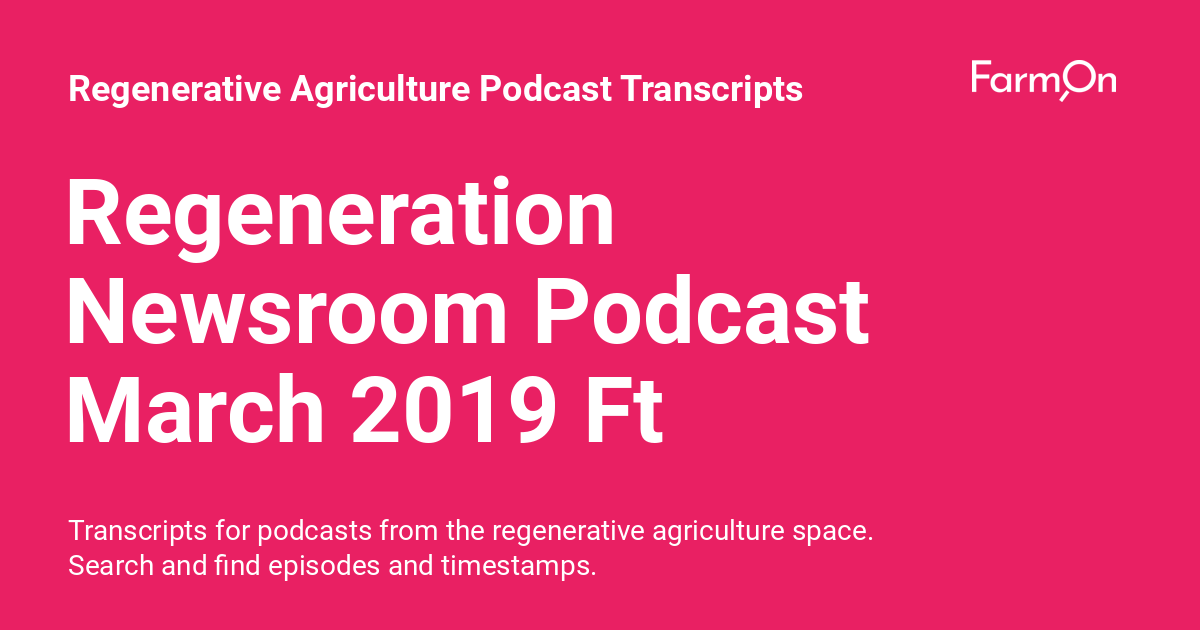 Regenerative Agriculture Podcast Transcripts
FarmOn
Regeneration
Newsroom Podcast
March 2019 Ft
Transcripts for podcasts from the regenerative agriculture space.
Search and find episodes and timestamps.